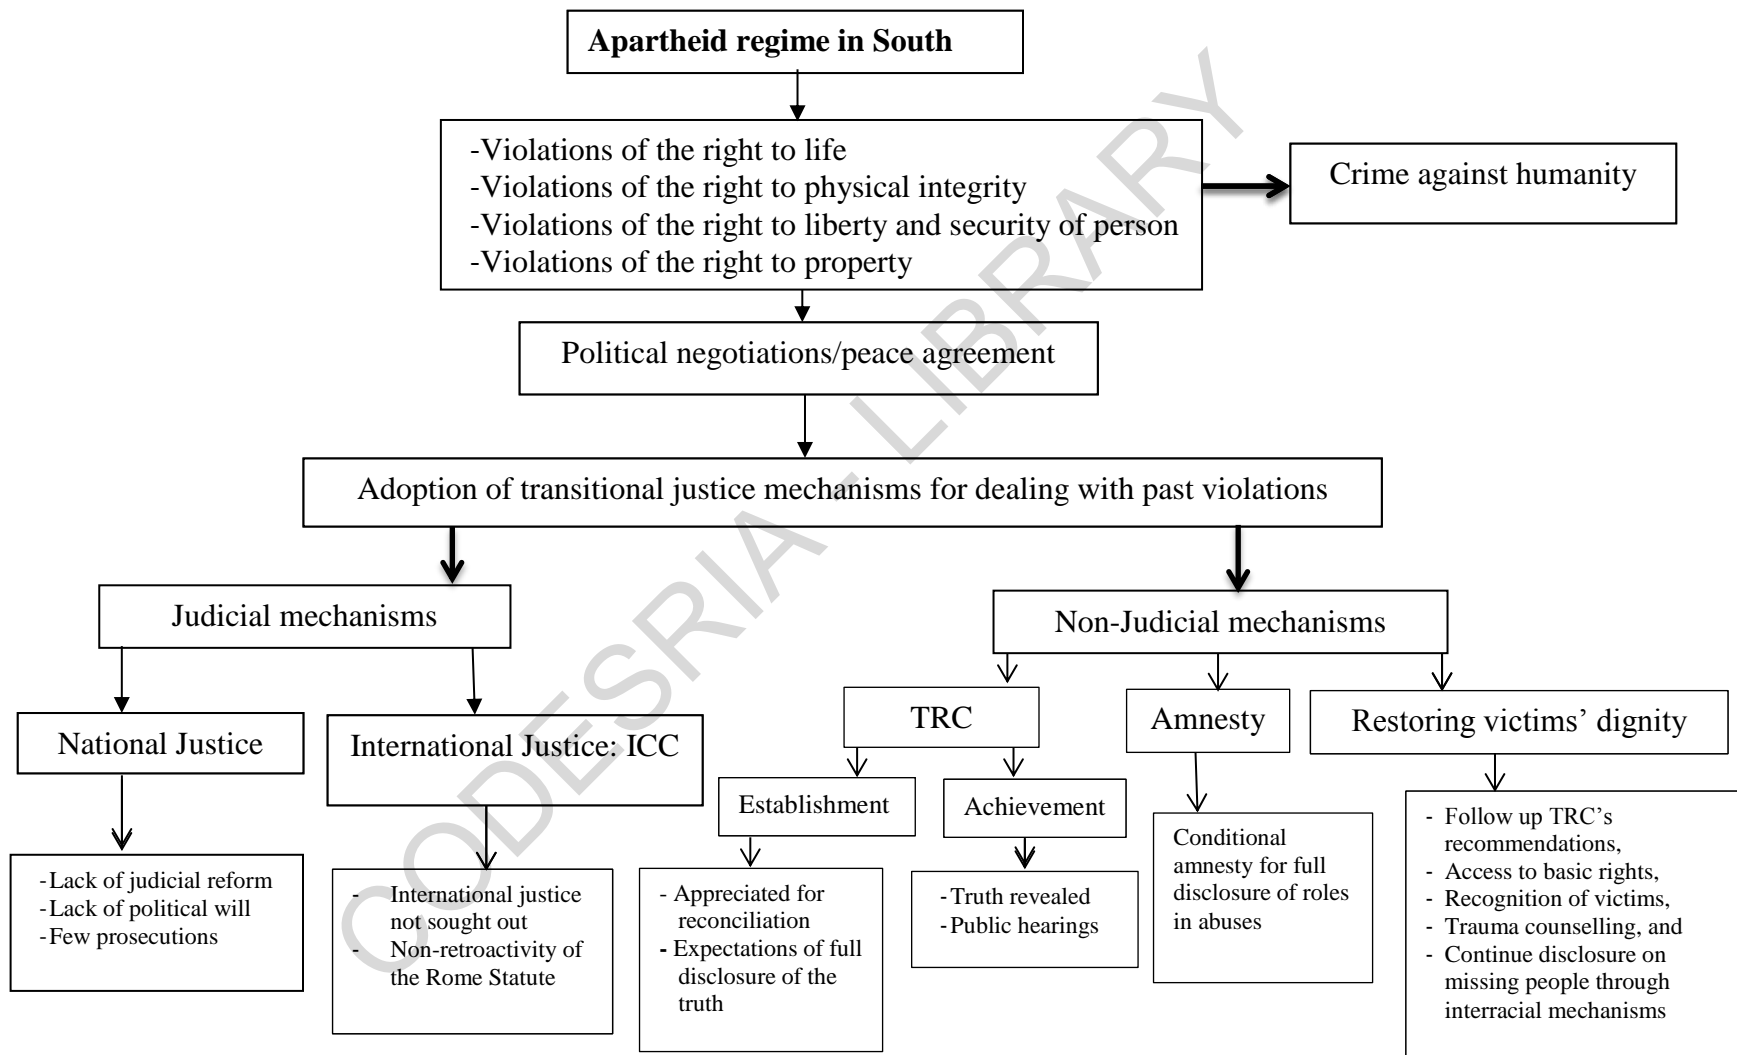 Apartheid regime in South
-Violations of the right to life
-Violations of the right to physical integrity
-Violations of the right to liberty and security of person
-Violations of the right to property
Crime against humanity
Political negotiations/peace agreement
Adoption of transitional justice mechanisms for dealing with past violations
Judicial mechanisms
Non-Judicial mechanisms
National Justice
International Justice: ICC
TRC
Amnesty
Restoring victims’ dignity
Establishment
Achievement
-Lack of judicial reform
-Lack of political will
-Few prosecutions
- International justice
not sought out
- Non-retroactivity of
the Rome Statute
- Appreciated for
reconciliation
- Expectations of full
disclosure of the
truth
-Truth revealed
-Public hearings
Conditional
amnesty for full
disclosure of roles
in abuses
- Follow up TRC’s
recommendations,
- Access to basic rights,
- Recognition of victims,
- Trauma counselling, and
- Continue disclosure on
missing people through
interracial mechanisms
CODESRIA - LIBRARY